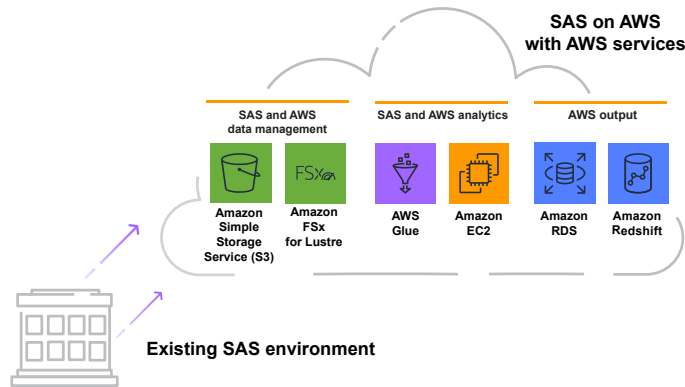 SAS on AWS
with AWS services
SAS and AWS
data management
SAS and AWS analytics
AWS output
FSx
Amazon
Simple
Storage
Service (S3)
Amazon
FSx
for Lustre
AWS
Glue
Amazon
EC2
Amazon
RDS
Amazon
Redshift
Existing SAS environment